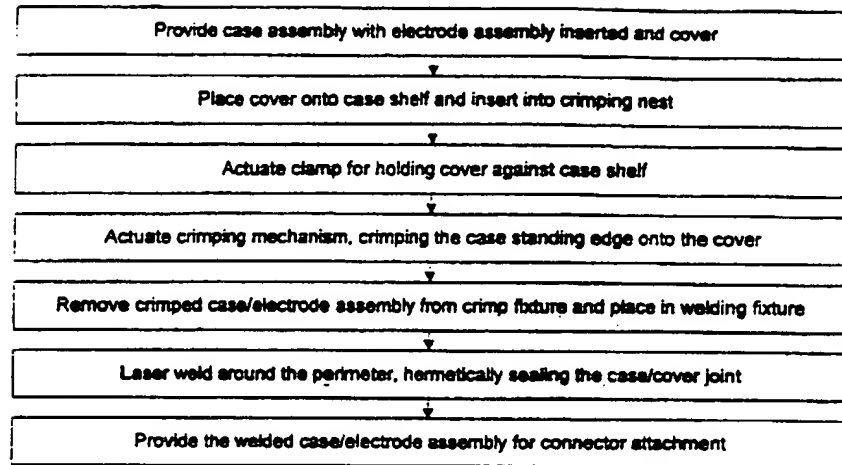 Provide case assembly with electrode assembly inserted and cover
Place cover onto case shelf and insert into crimping nest
Actuate clamp for holding cover against case shelf
Actuate crimping mechanism, crimping the case standing edge onto the cover
Remove crimped case/electrode assembly from crimp fixture and place in welding fixture
Laser weld around the perimeter, hermetically sealing the case/cover joint
Provide the welded case/electrode assembly for connector attachment